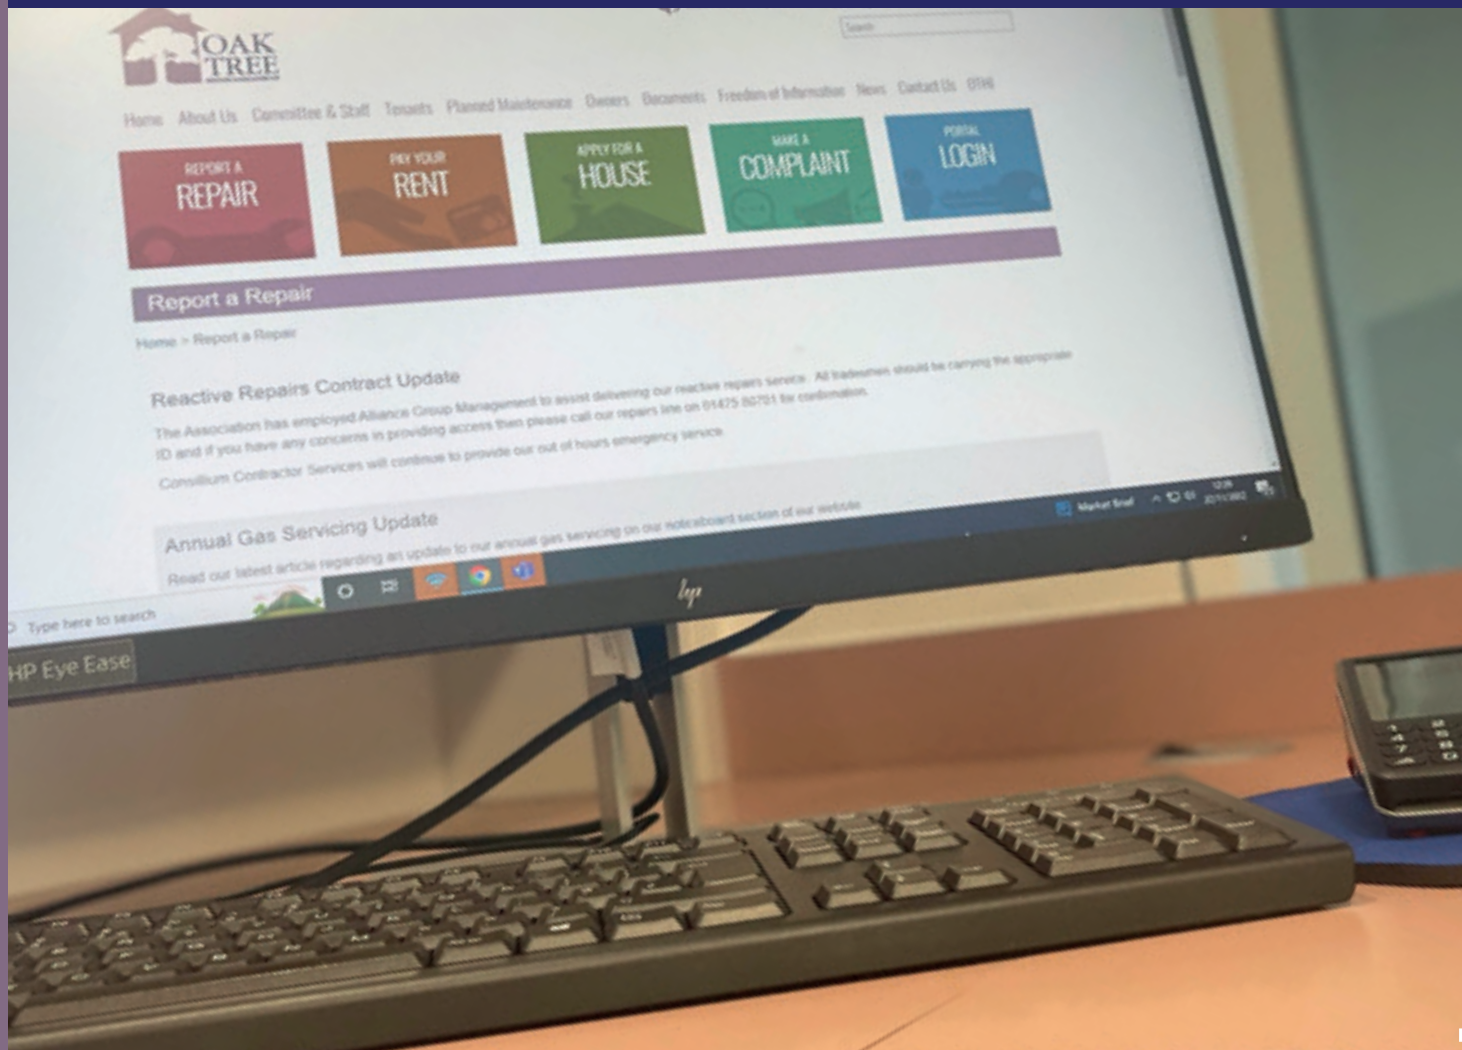 OAK
TREE
Search
Home About Us Committee & Staff Tenants Planned Maintenance Owners Documents Freedom of Information News Contact Us OTHI
REPORT A
REPAIR
PAY YOUR
RENT
APPLY FOR A
HOUSE
MAKE A
COMPLAINT
PORTAL
LOGIN
Report a Repair
Home > Report a Repair
Reactive Repairs Contract Update
The Association has employed Alliance Group Management to assist delivering our reactive repairs service. All tradesmen should be carrying the appropriate
ID and if you have any concerns in providing access then please call our repairs line on 01475 80701 for confirmation.
Consillium Contractor Services will continue to provide our out of hours emergency service.
Annual Gas Servicing Update
Read our latest article regarding an update to our annual gas servicing on our noticeboard section of our website
Type here to search
Market Brief
hp
HP Eye Ease